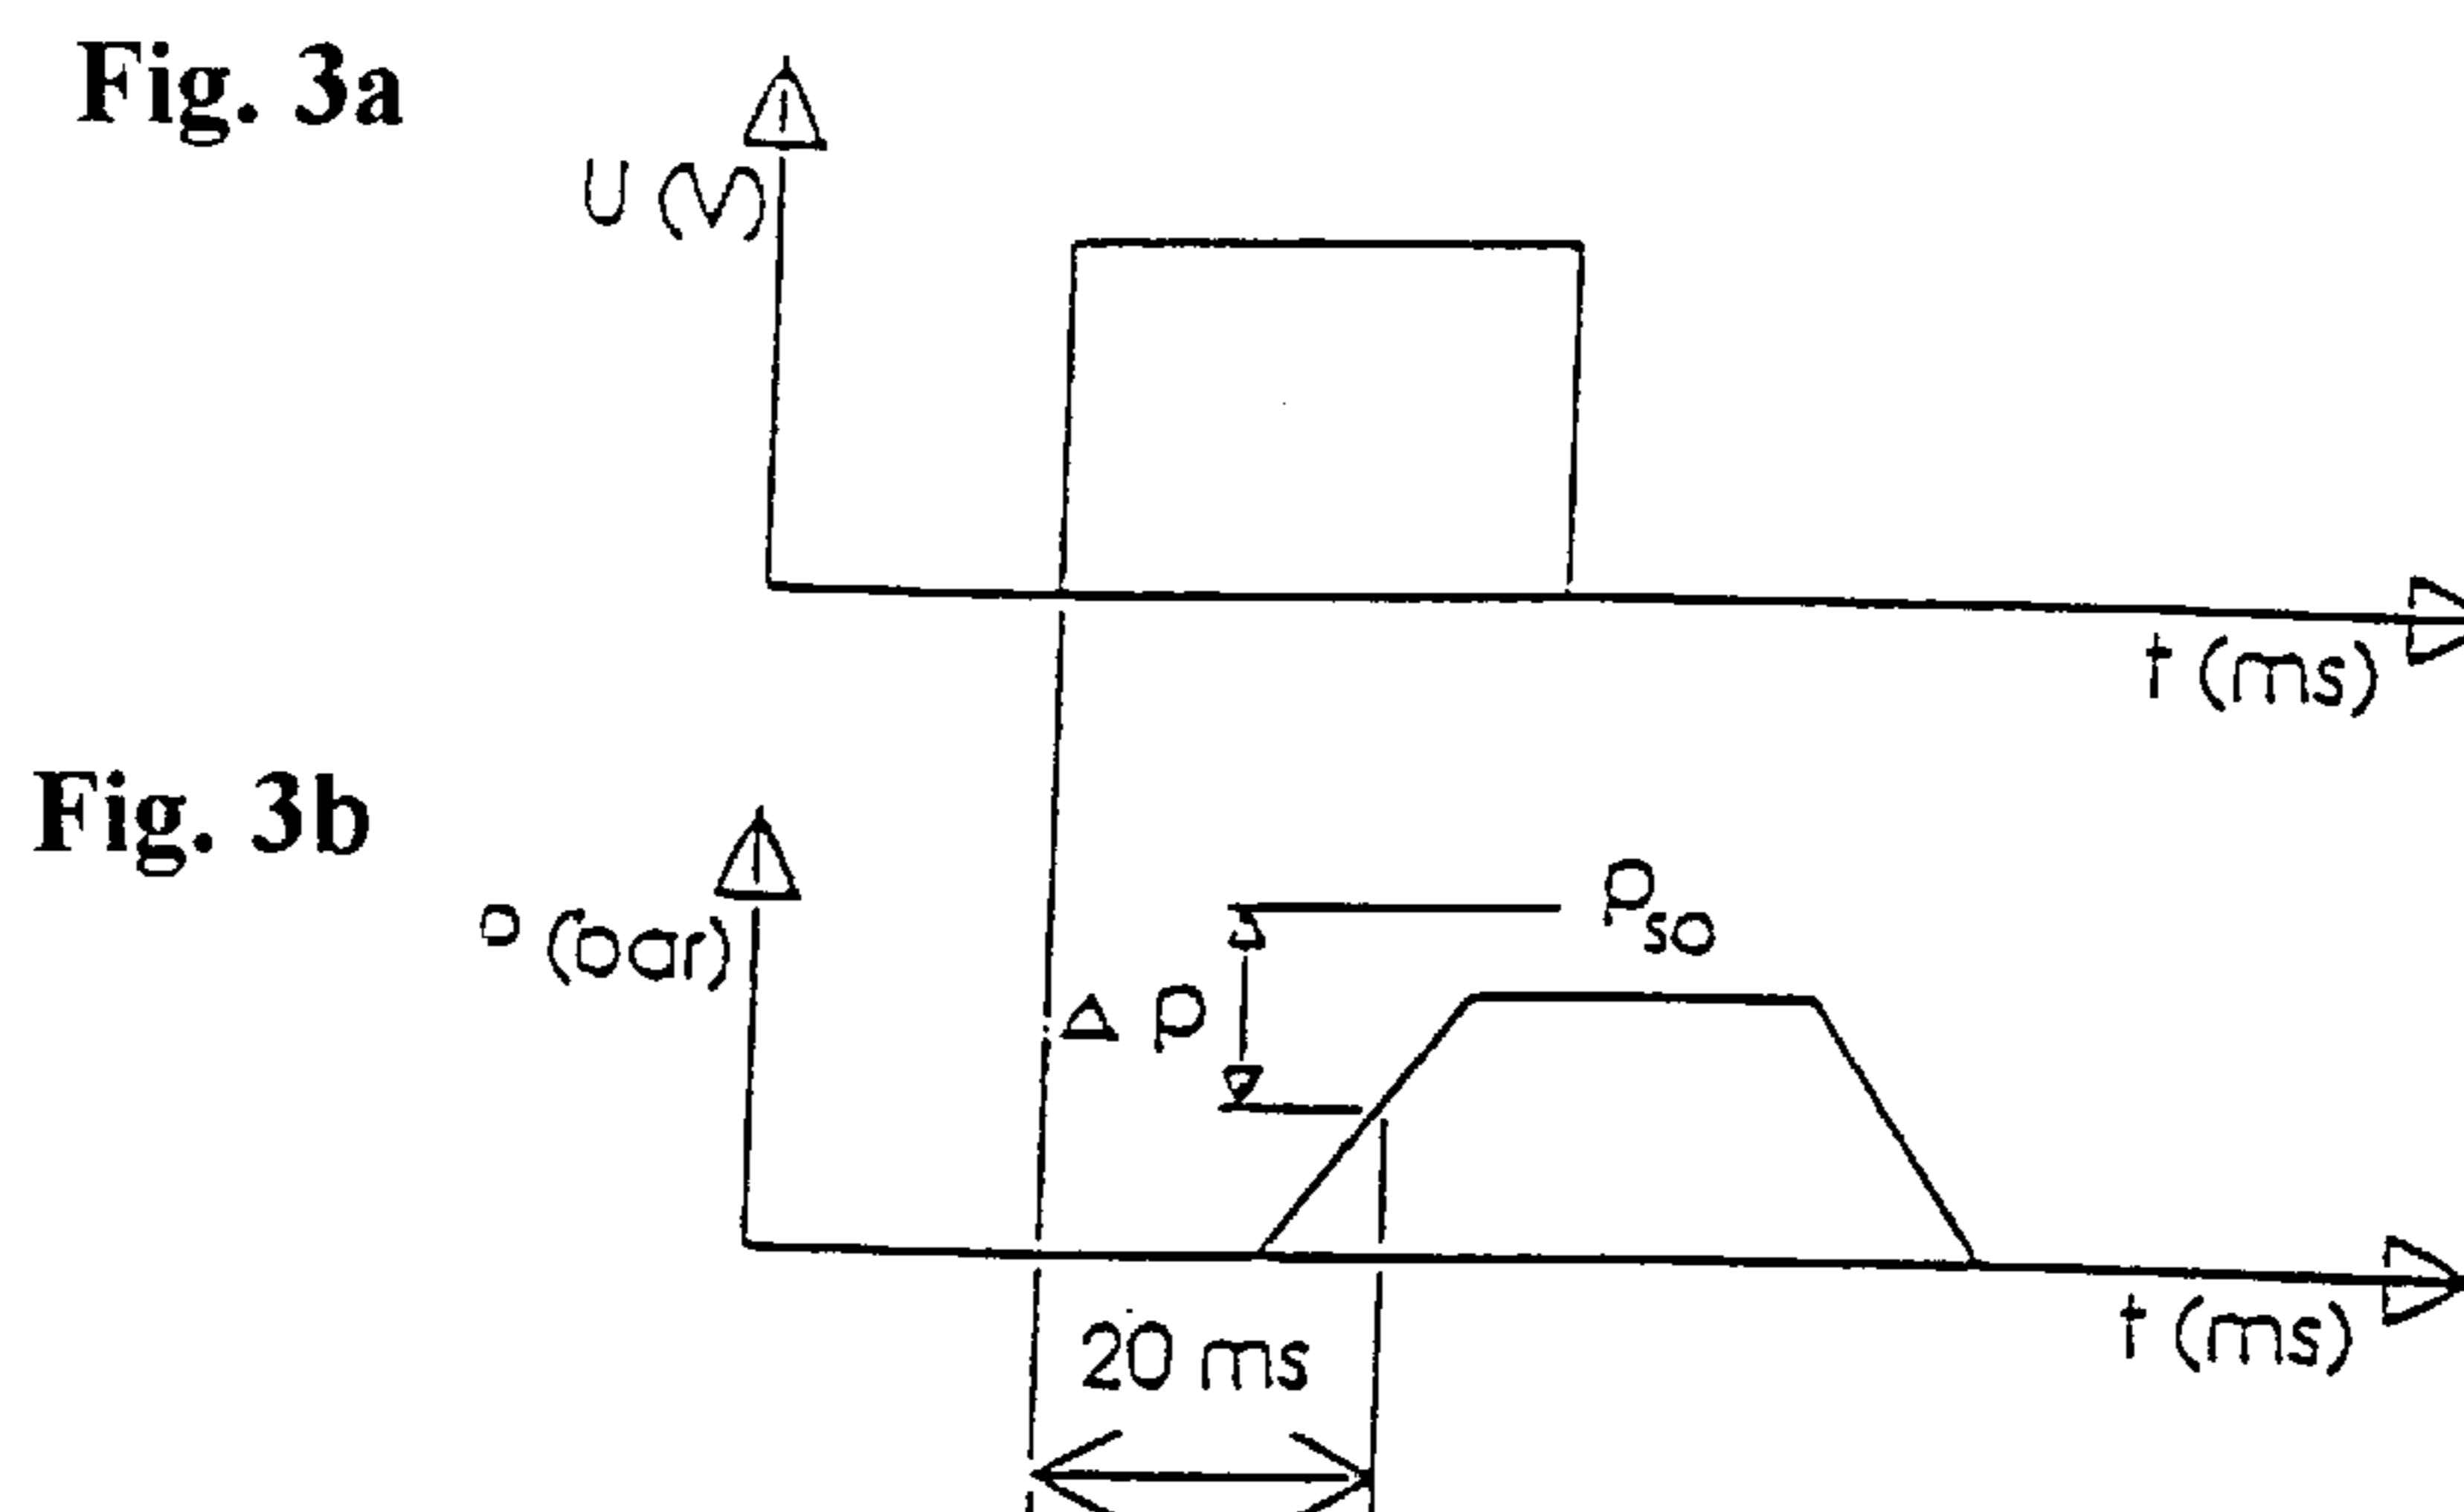 Fig. 3a
U (V)
t (ms)
Fig. 3b
p (bar)
PSO
Δ p
t (ms)
20 ms